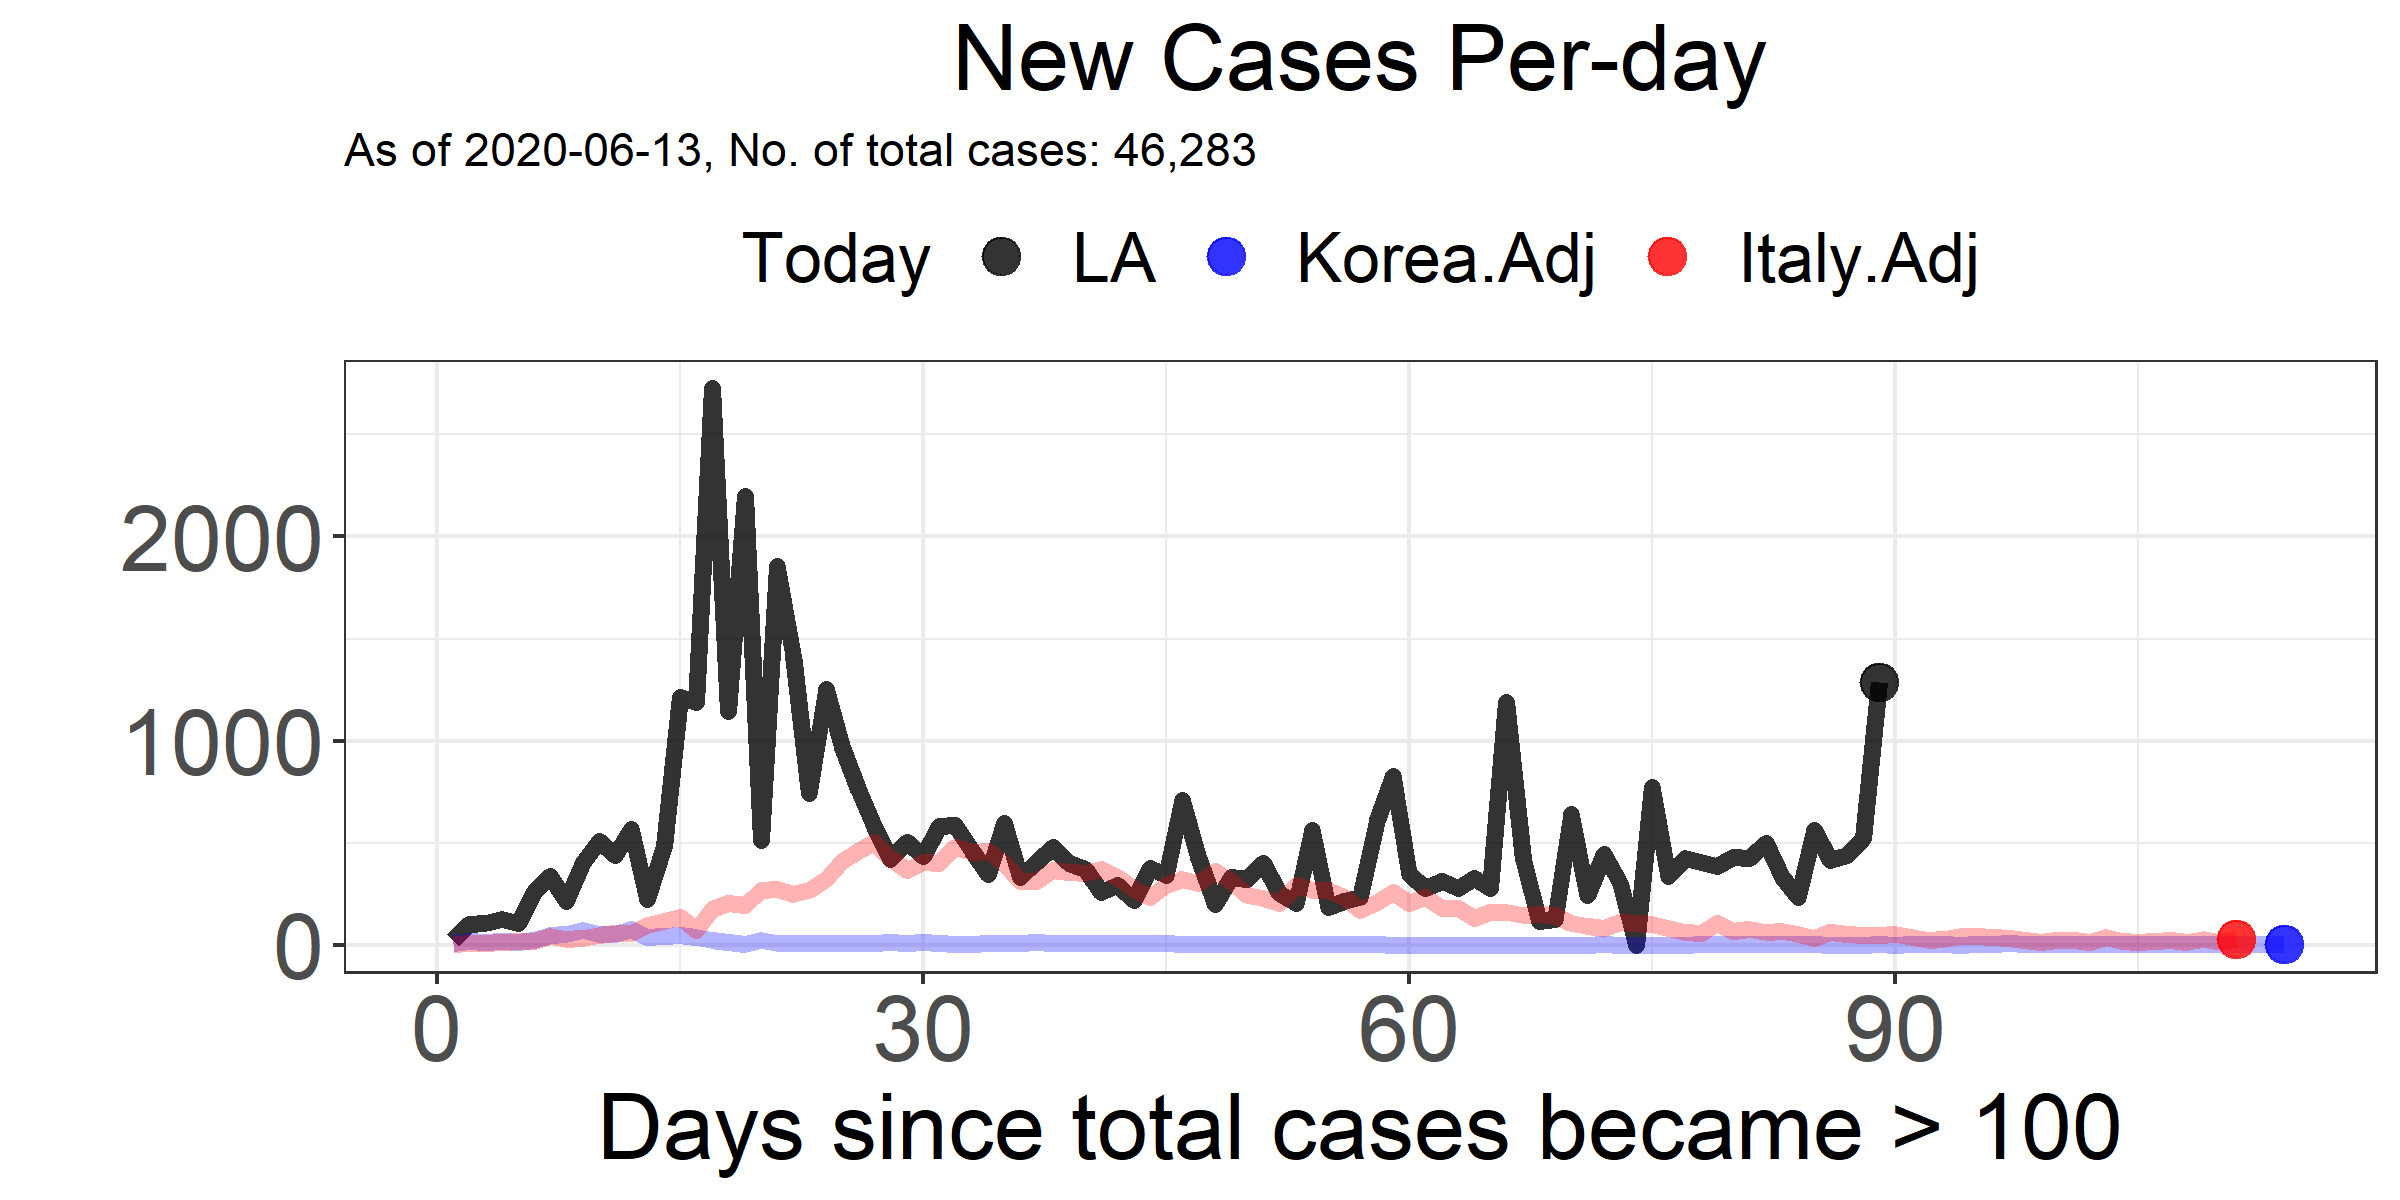 New Cases Per-day
As of 2020-06-13, No. of total cases: 46,283
Today LA Korea.Adj Italy.Adj
2000
1000
0
0 30 60 90
Days since total cases became > 100